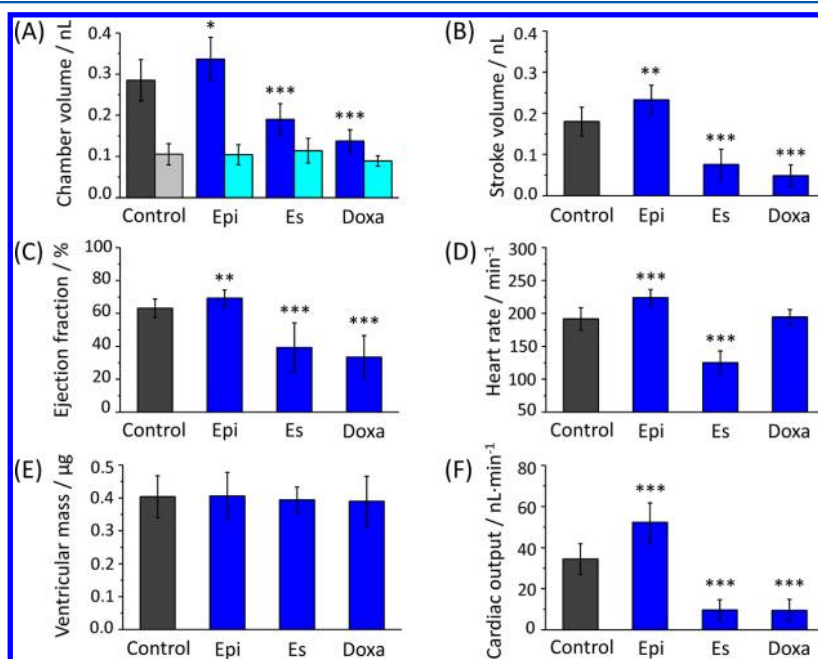 (A)
Chamber volume / nL
0.4
0.3
0.2
0.1
0.0
*
***
***
Control Epi Es Doxa
(B)
Stroke volume / nL
0.4
0.3
0.2
0.1
0.0
**
***
***
Control Epi Es Doxa
(C)
Ejection fraction / %
100
80
60
40
20
0
**
***
***
Control Epi Es Doxa
(D)
Heart rate / min⁻¹
300
250
200
150
100
50
***
***
Control Epi Es Doxa
(E)
Ventricular mass / µg
0.5
0.4
0.3
0.2
0.1
0.0
Control Epi Es Doxa
(F)
Cardiac output / nL·min⁻¹
80
60
40
20
0
***
***
***
Control Epi Es Doxa